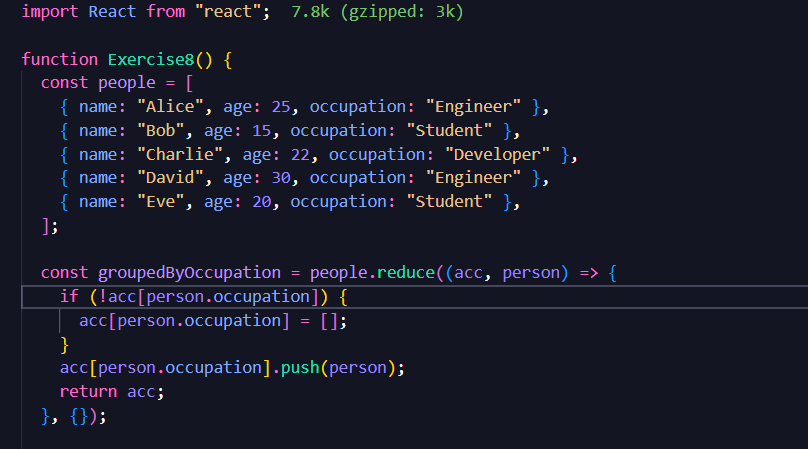 import React from "react";  7.8k (gzipped: 3k)
function Exercise8() {
  const people = [
    { name: "Alice", age: 25, occupation: "Engineer" },
    { name: "Bob", age: 15, occupation: "Student" },
    { name: "Charlie", age: 22, occupation: "Developer" },
    { name: "David", age: 30, occupation: "Engineer" },
    { name: "Eve", age: 20, occupation: "Student" },
  ];
  const groupedByOccupation = people.reduce((acc, person) => {
    if (!acc[person.occupation]) {
      acc[person.occupation] = [];
    }
    acc[person.occupation].push(person);
    return acc;
  }, {});